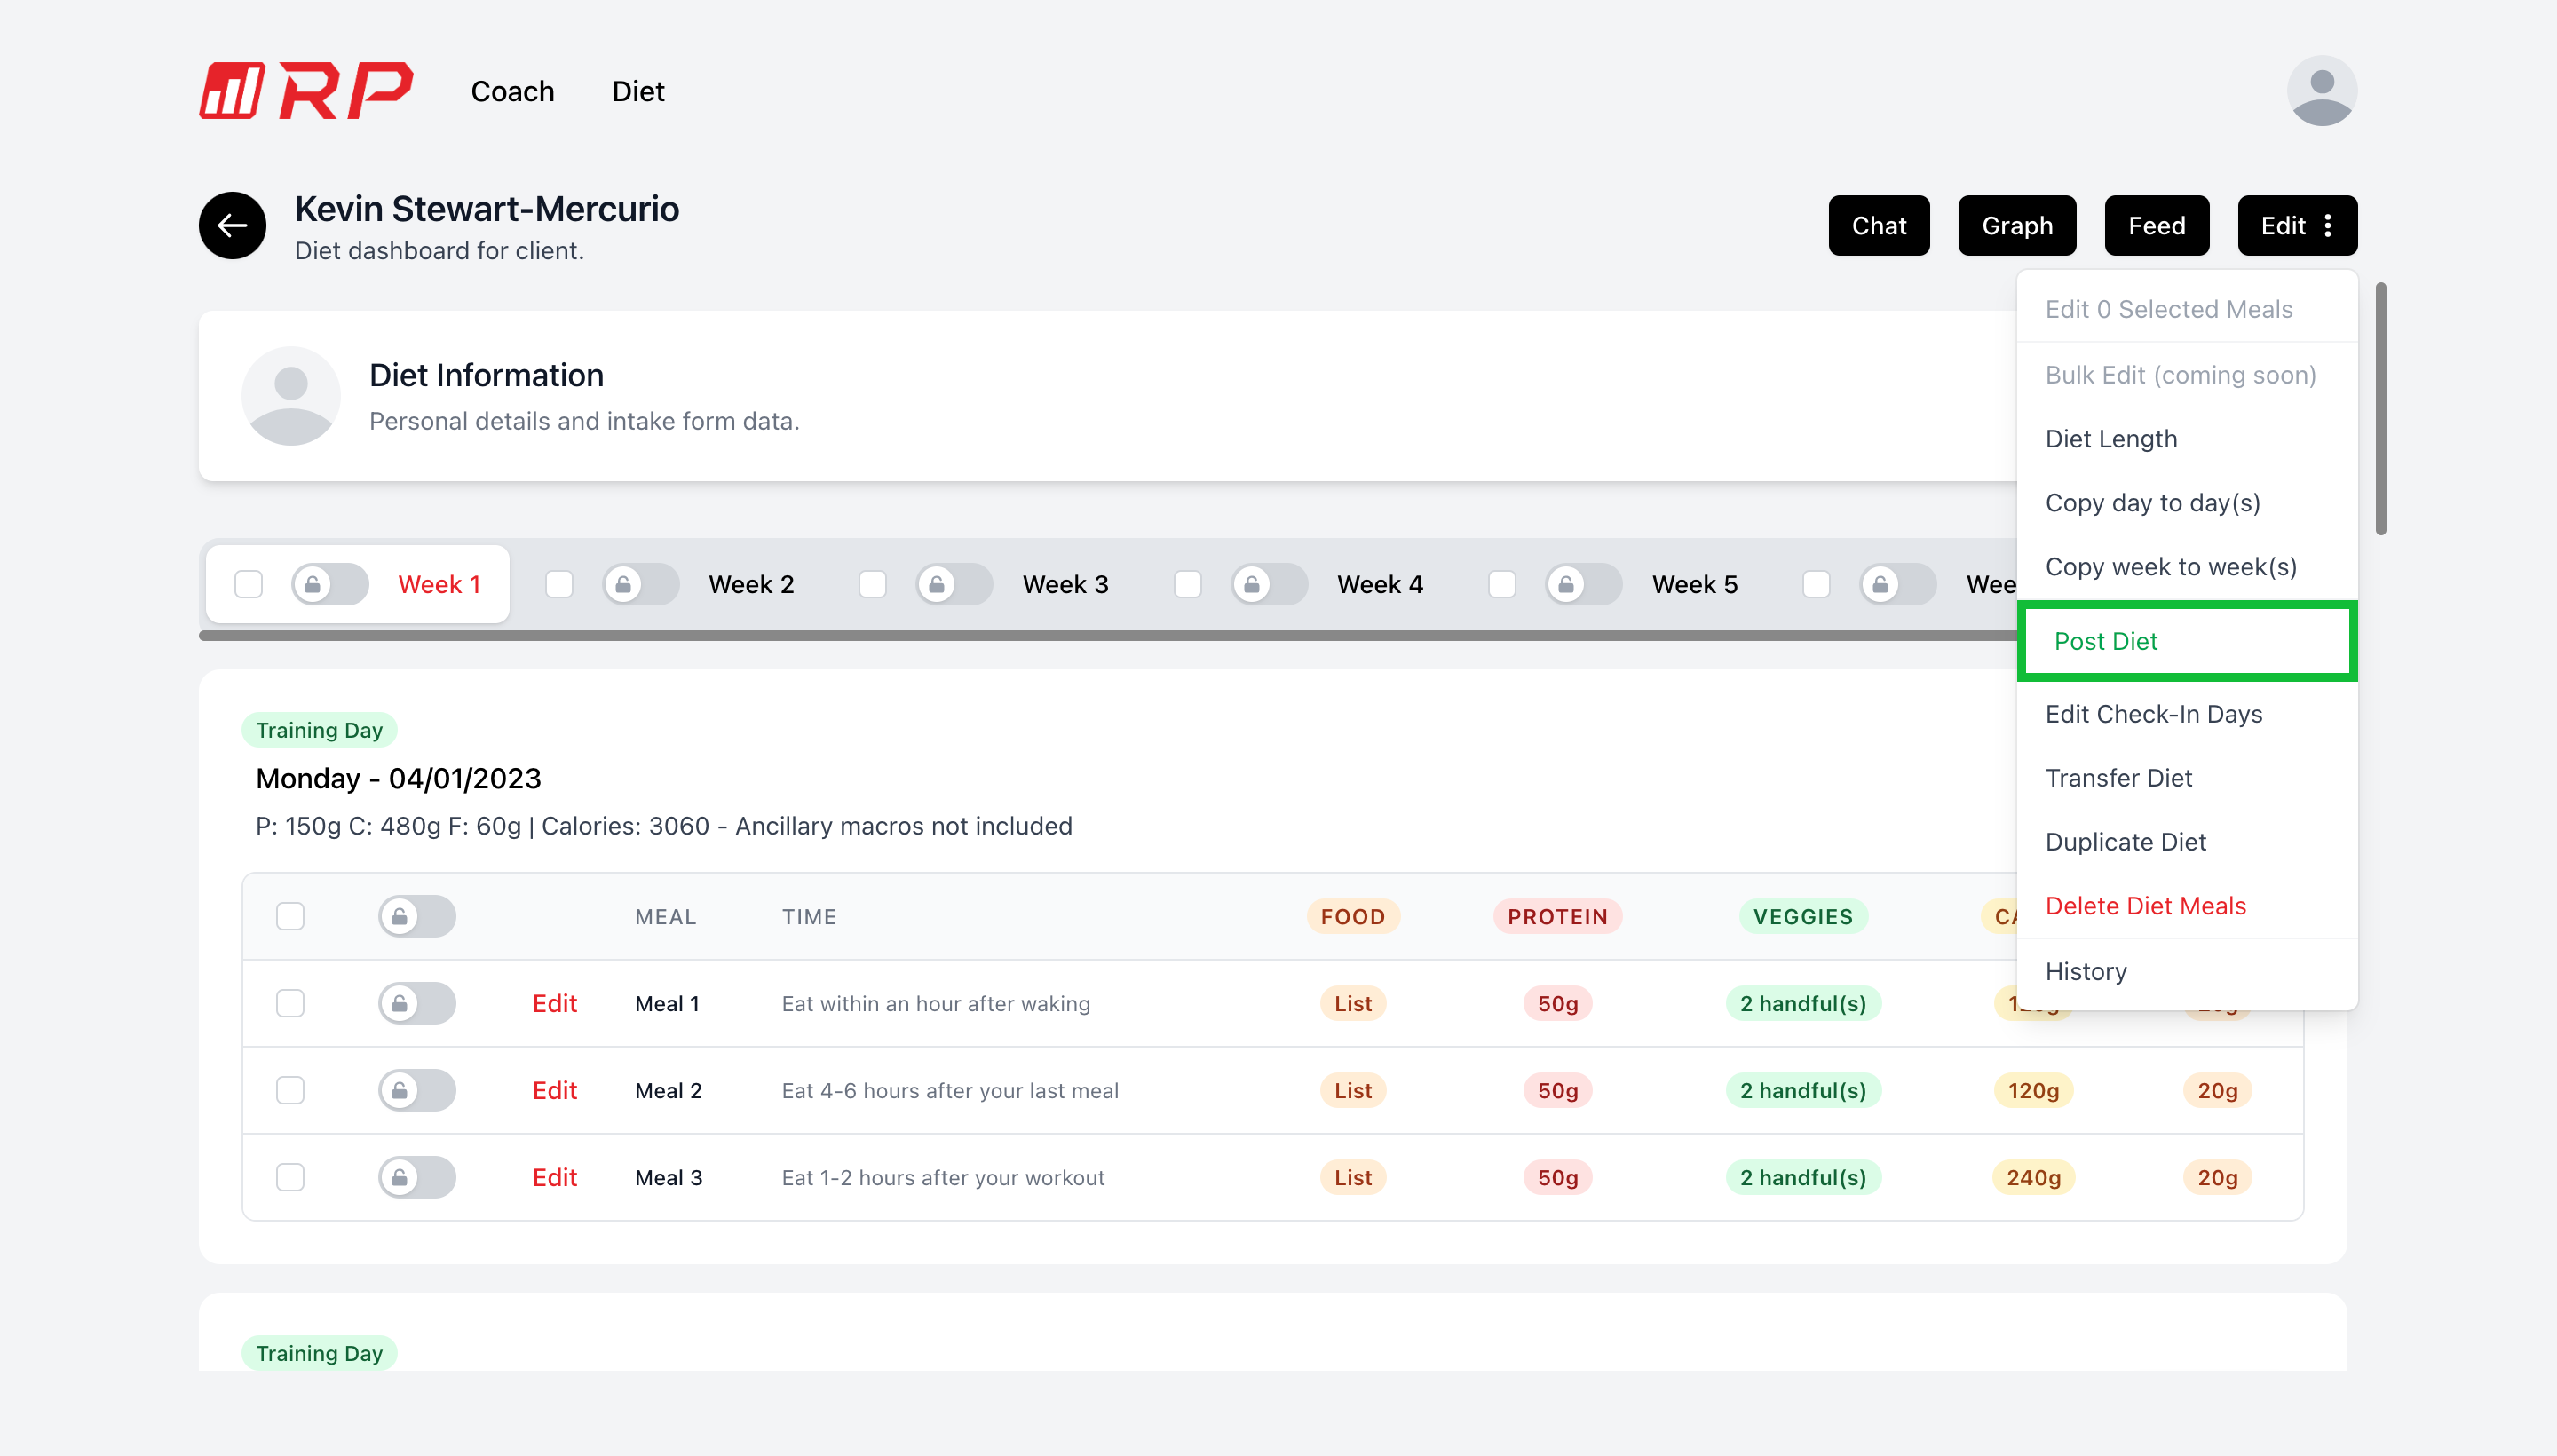 RP
Coach Diet
Kevin Stewart-Mercurio
Diet dashboard for client.
Chat Graph Feed Edit
Edit 0 Selected Meals
Bulk Edit (coming soon)
Diet Length
Copy day to day(s)
Copy week to week(s)
Post Diet
Edit Check-In Days
Transfer Diet
Duplicate Diet
Delete Diet Meals
History
Diet Information
Personal details and intake form data.
Week 1 Week 2 Week 3 Week 4 Week 5 Wee
Training Day
Monday - 04/01/2023
P: 150g C: 480g F: 60g | Calories: 3060 - Ancillary macros not included
MEAL TIME FOOD PROTEIN VEGGIES CA
Edit Meal 1 Eat within an hour after waking List 50g 2 handful(s)
Edit Meal 2 Eat 4-6 hours after your last meal List 50g 2 handful(s) 120g 20g
Edit Meal 3 Eat 1-2 hours after your workout List 50g 2 handful(s) 240g 20g
Training Day